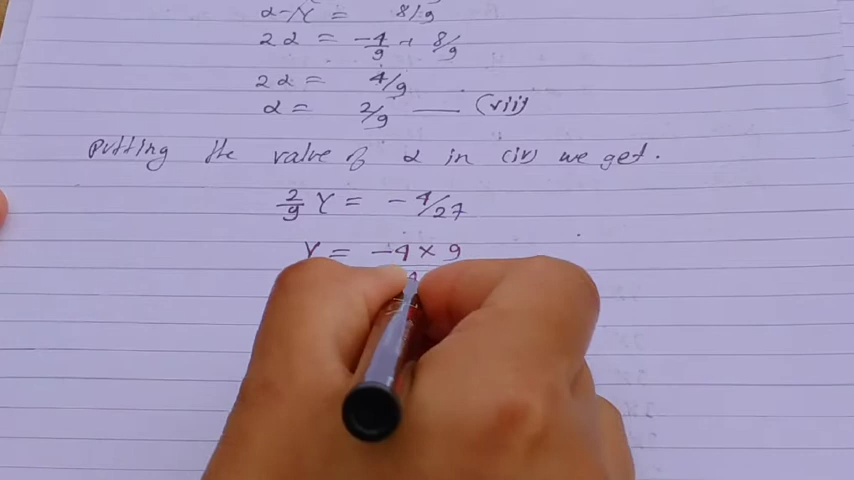 α-γ = 8/9
2α = -4/9 + 8/9
2α = 4/9
α = 2/9 —— (viii)
putting the value of α in (iv) we get.
2/9 γ = -4/27
γ = -4 × 9